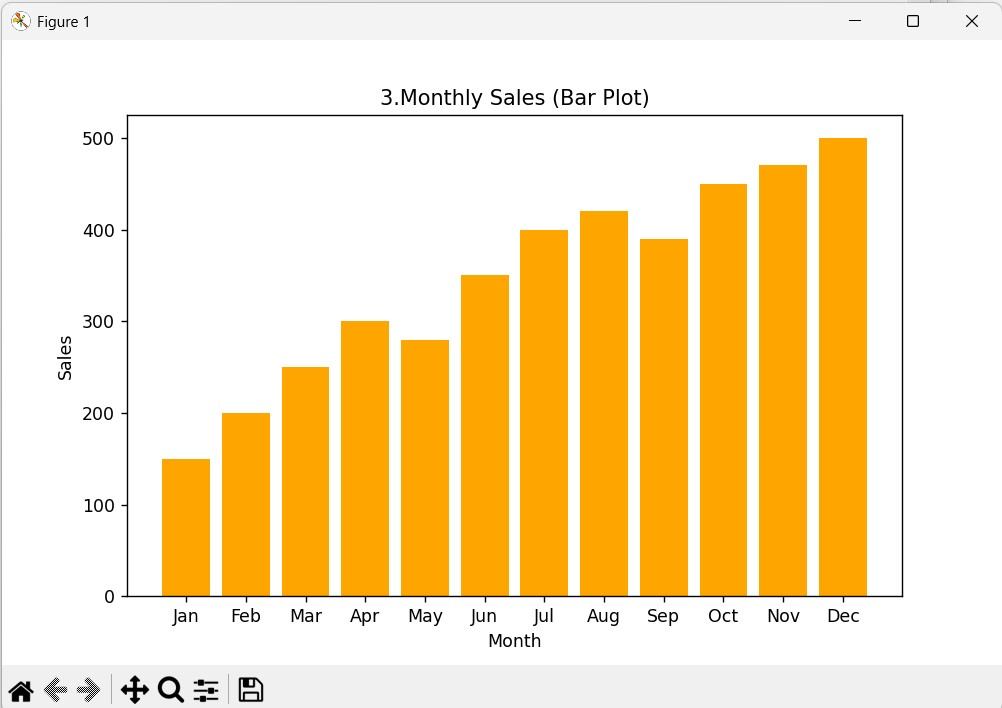 Figure 1
3.Monthly Sales (Bar Plot)
500
400
300
200
100
0
Sales
Jan Feb Mar Apr May Jun Jul Aug Sep Oct Nov Dec
Month